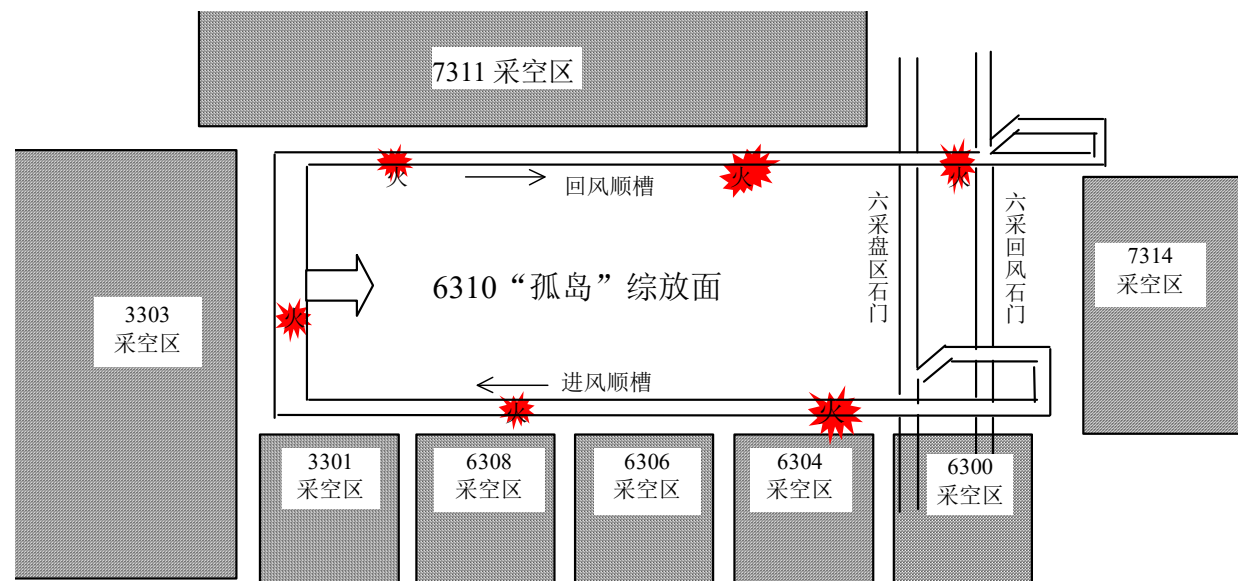 7311 采空区
火
火
火
回风顺槽
六采盘区石门
六采回风石门
7314
采空区
6310“孤岛”综放面
3303
采空区
火
进风顺槽
火
火
3301
采空区
6308
采空区
6306
采空区
6304
采空区
6300
采空区